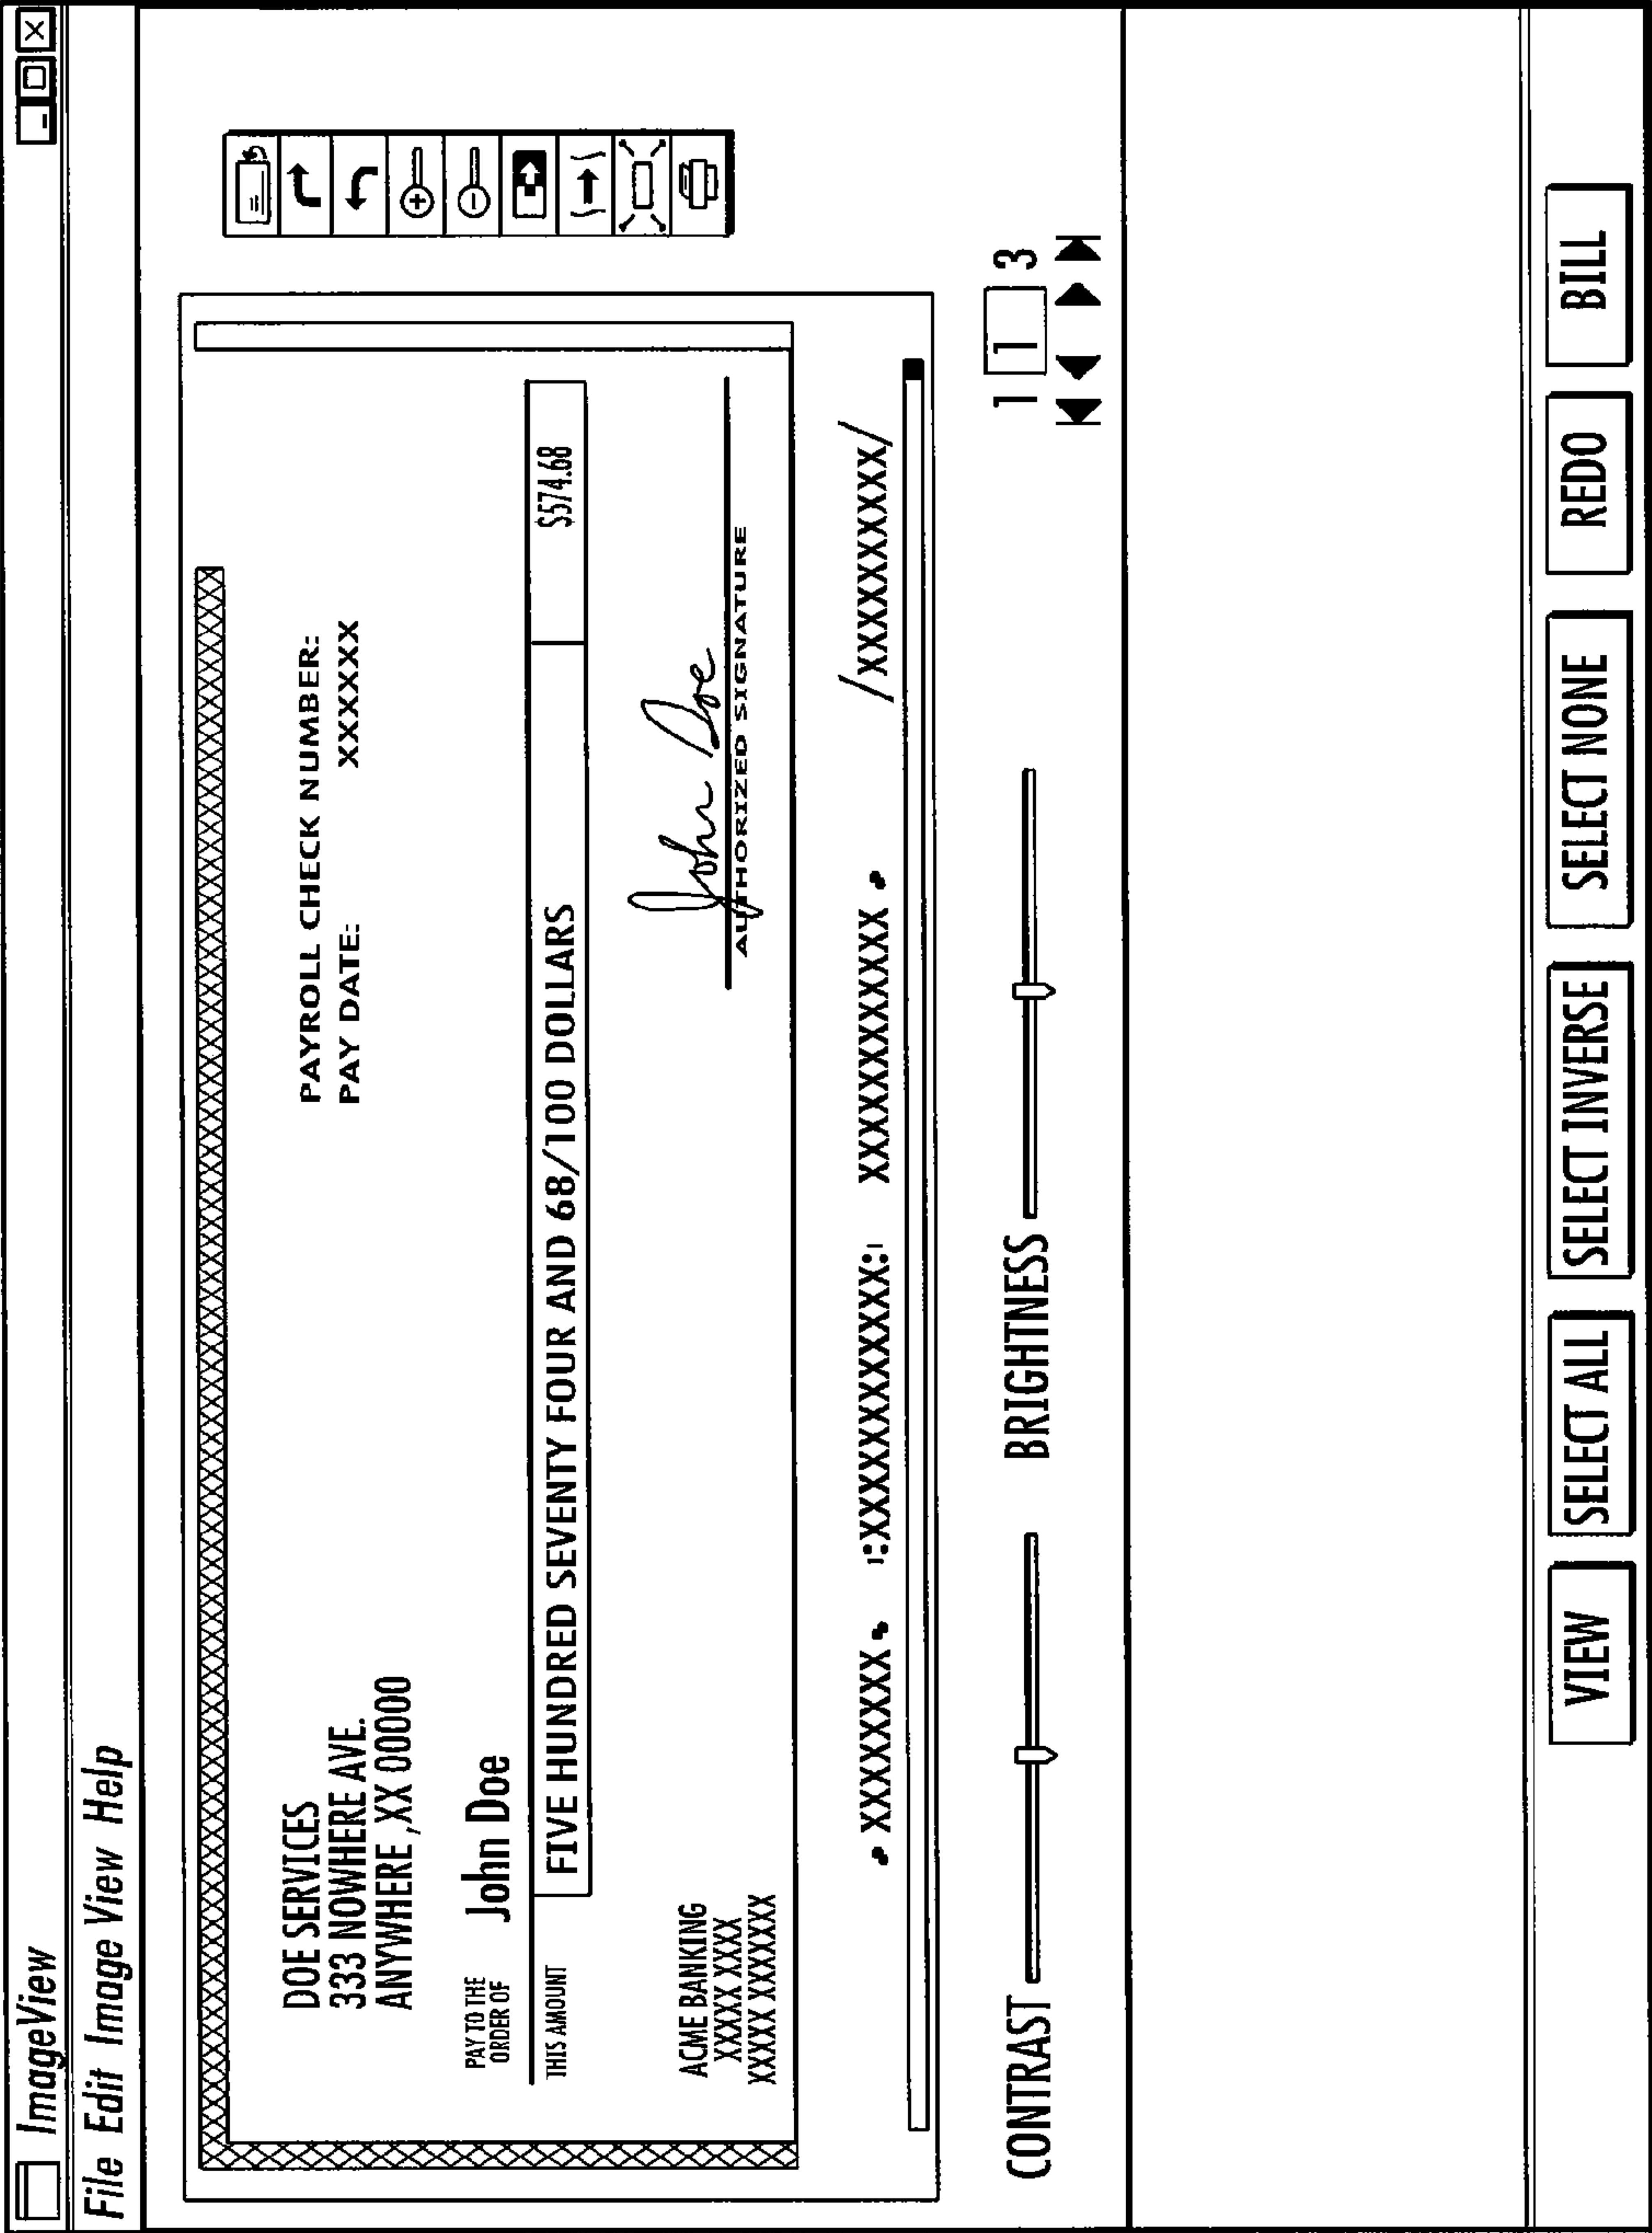 ImageView
File Edit Image View Help
DOE SERVICES
333 NOWHERE AVE.
ANYWHERE ,XX 00000
PAYROLL CHECK NUMBER:
PAY DATE: XXXXXX
PAY TO THE
ORDER OF
John Doe
THIS AMOUNT
FIVE HUNDRED SEVENTY FOUR AND 68/100 DOLLARS
$574.68
ACME BANKING
XXXXX XXXX
XXXXX XXXXXXX
John Doe
AUTHORIZED SIGNATURE
XXXXXXXX ⑆XXXXXXXXXXXX⑆ XXXXXXXXXXXX /XXXXXXXXX/
CONTRAST
BRIGHTNESS
1 1 3
VIEW
SELECT ALL
SELECT INVERSE
SELECT NONE
REDO
BILL